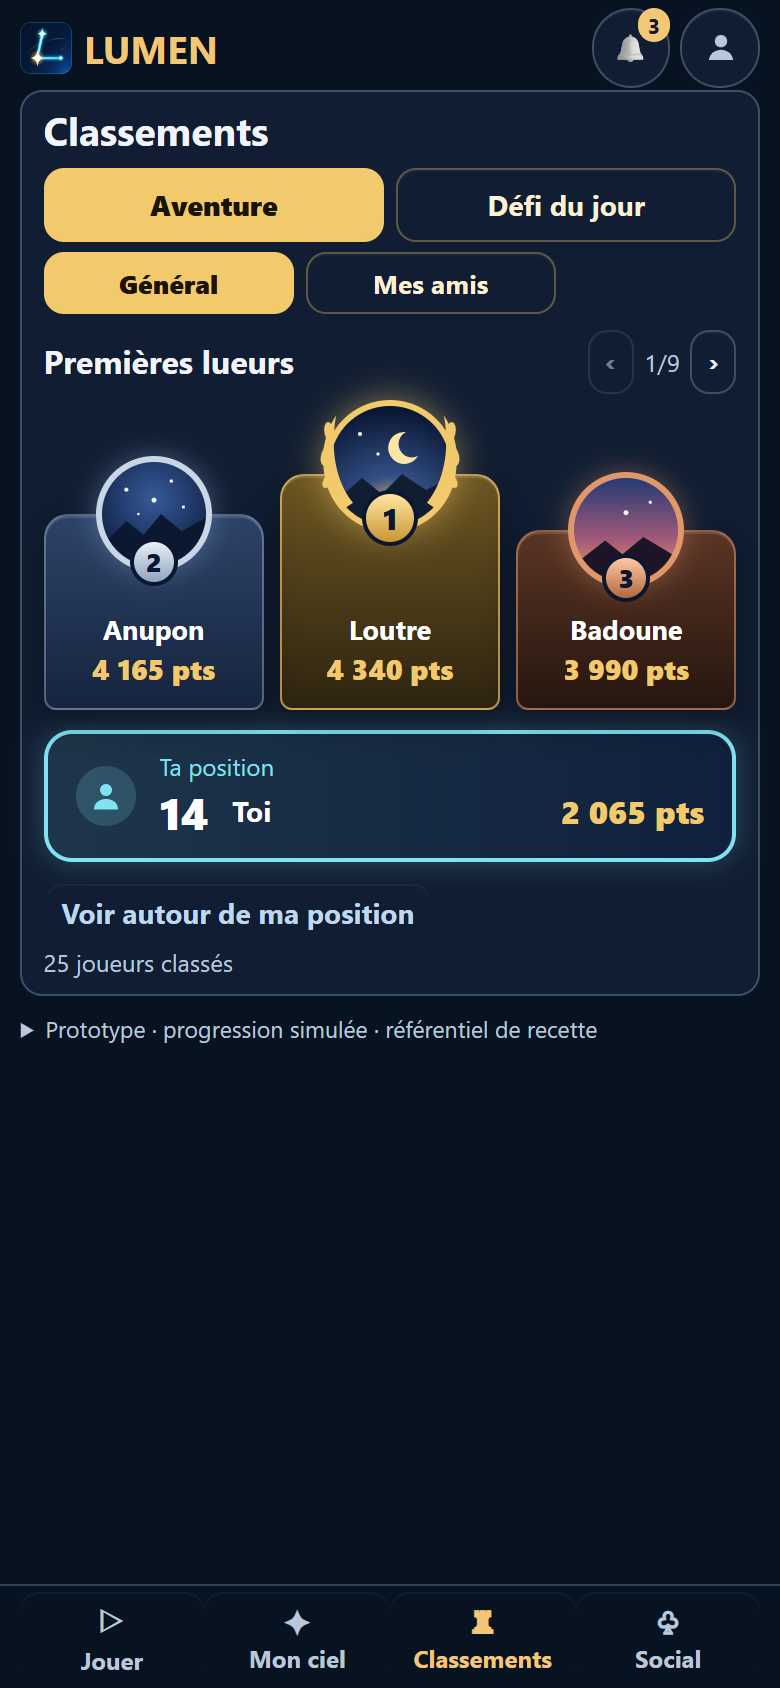 LUMEN
3
Classements
Aventure
Défi du jour
Général
Mes amis
Premières lueurs
‹ 1/9 ›
2
1
3
Anupon
4 165 pts
Loutre
4 340 pts
Badoune
3 990 pts
Ta position
14 Toi 2 065 pts
Voir autour de ma position
25 joueurs classés
▶ Prototype · progression simulée · référentiel de recette
Jouer
Mon ciel
Classements
Social